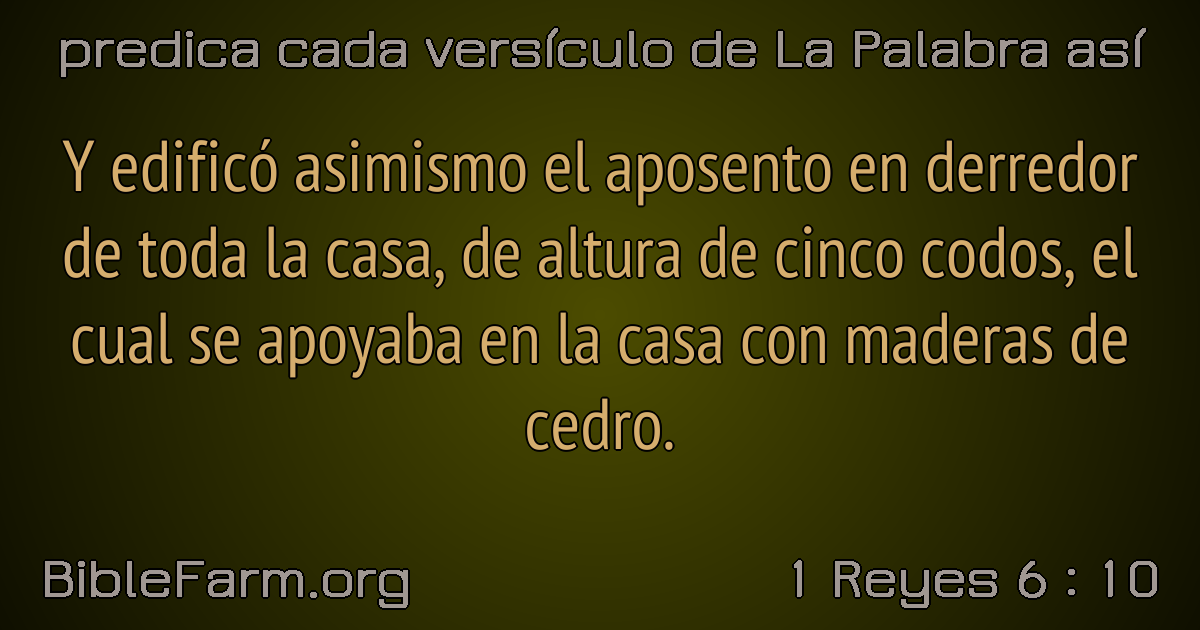 predica cada versículo de La Palabra así
Y edificó asimismo el aposento en derredor
de toda la casa, de altura de cinco codos, el
cual se apoyaba en la casa con maderas de
cedro.
BibleFarm.org
1 Reyes 6 : 10